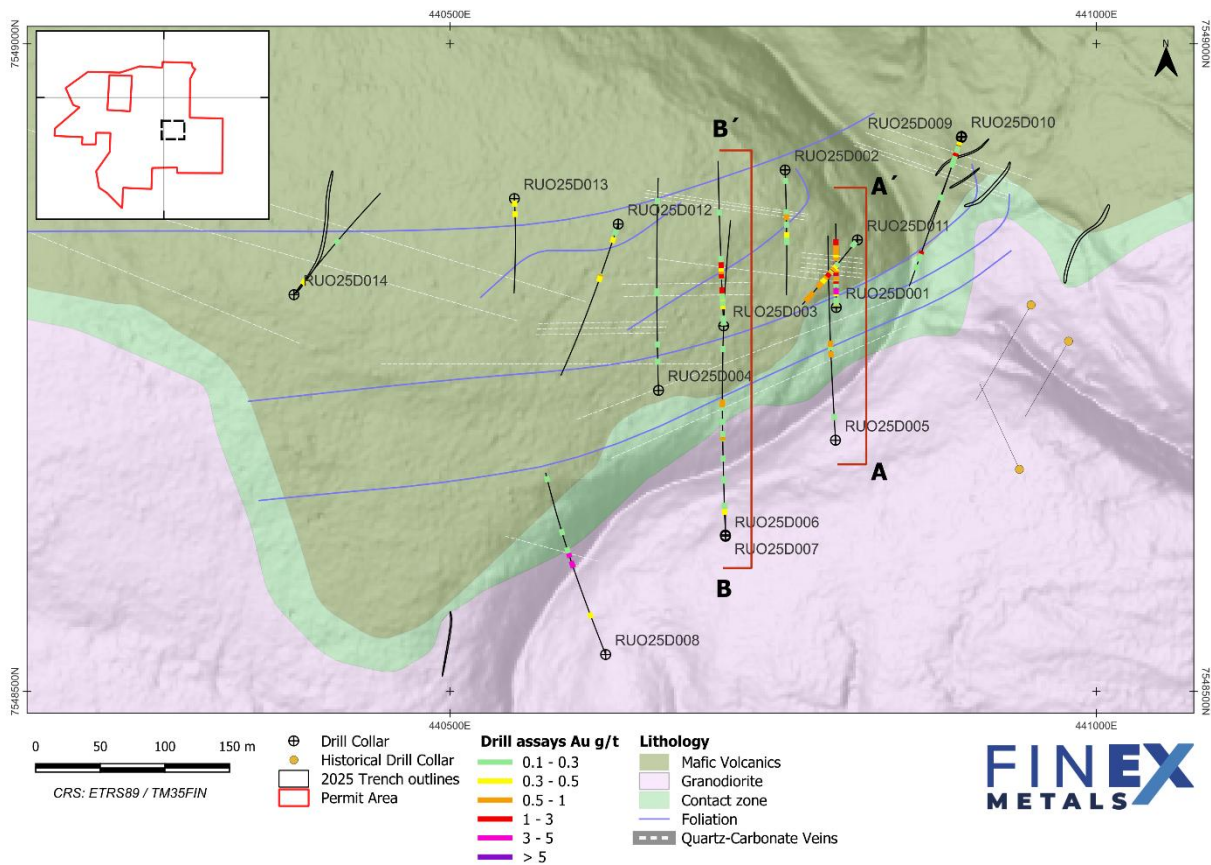 440500E
441000E
7549000N
N
RUO25D009
RUO25D010
B´
RUO25D002
A´
RUO25D013
RUO25D012
RUO25D011
RUO25D014
RUO25D001
RUO25D003
RUO25D004
RUO25D005
A
RUO25D006
RUO25D007
B
RUO25D008
7548500N
7548500N
7549000N
440500E
441000E
0 50 100 150 m
CRS: ETRS89 / TM35FIN
Drill Collar
Historical Drill Collar
2025 Trench outlines
Permit Area
Drill assays Au g/t
0.1 - 0.3
0.3 - 0.5
0.5 - 1
1 - 3
3 - 5
> 5
Lithology
Mafic Volcanics
Granodiorite
Contact zone
Foliation
Quartz-Carbonate Veins
FINEX
METALS